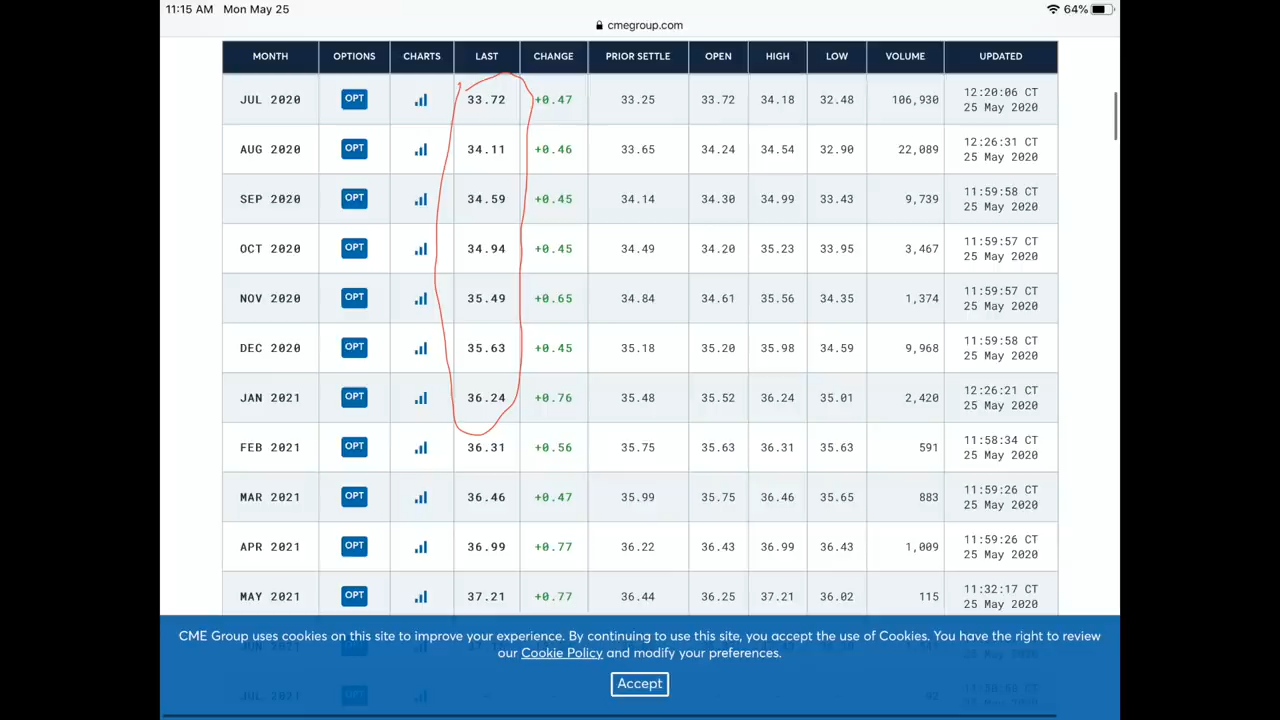 11:15 AM Mon May 25 64%
cmegroup.com
MONTH OPTIONS CHARTS LAST CHANGE PRIOR SETTLE OPEN HIGH LOW VOLUME UPDATED
JUL 2020 OPT 33.72 +0.47 33.25 33.72 34.18 32.48 106,930 12:20:06 CT
25 May 2020
AUG 2020 OPT 34.11 +0.46 33.65 34.24 34.54 32.90 22,089 12:26:31 CT
25 May 2020
SEP 2020 OPT 34.59 +0.45 34.14 34.30 34.99 33.43 9,739 11:59:58 CT
25 May 2020
OCT 2020 OPT 34.94 +0.45 34.49 34.20 35.23 33.95 3,467 11:59:57 CT
25 May 2020
NOV 2020 OPT 35.49 +0.65 34.84 34.61 35.56 34.35 1,374 11:59:57 CT
25 May 2020
DEC 2020 OPT 35.63 +0.45 35.18 35.20 35.98 34.59 9,968 11:59:58 CT
25 May 2020
JAN 2021 OPT 36.24 +0.76 35.48 35.52 36.24 35.01 2,420 12:26:21 CT
25 May 2020
FEB 2021 OPT 36.31 +0.56 35.75 35.63 36.31 35.63 591 11:58:34 CT
25 May 2020
MAR 2021 OPT 36.46 +0.47 35.99 35.75 36.46 35.65 883 11:59:26 CT
25 May 2020
APR 2021 OPT 36.99 +0.77 36.22 36.43 36.99 36.43 1,009 11:59:26 CT
25 May 2020
MAY 2021 OPT 37.21 +0.77 36.44 36.25 37.21 36.02 115 11:32:17 CT
25 May 2020
CME Group uses cookies on this site to improve your experience. By continuing to use this site, you accept the use of Cookies. You have the right to review
our Cookie Policy and modify your preferences.
Accept
JUL 2021 OPT 92